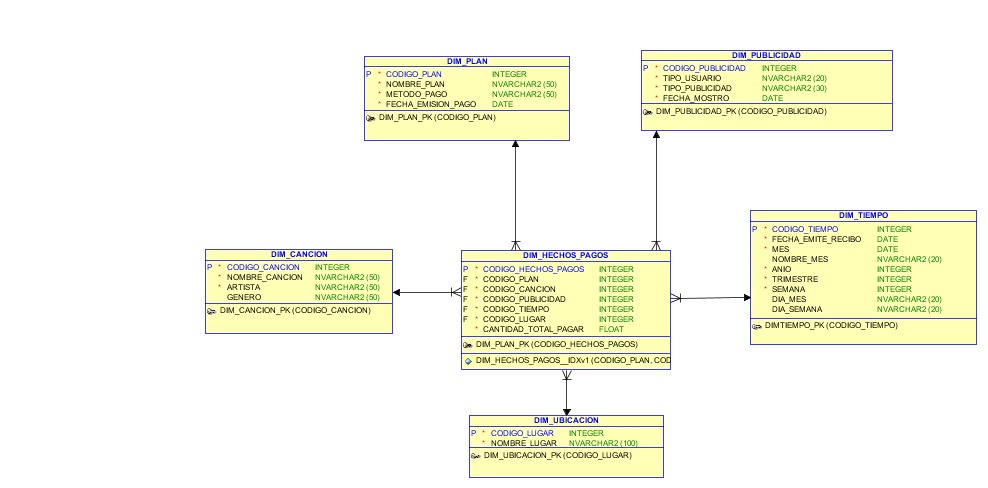 DIM_PLAN
P * CODIGO_PLAN INTEGER
* NOMBRE_PLAN NVARCHAR2 (50)
* METODO_PAGO NVARCHAR2 (50)
* FECHA_EMISION_PAGO DATE
DIM_PLAN_PK (CODIGO_PLAN)
DIM_PUBLICIDAD
P * CODIGO_PUBLICIDAD INTEGER
* TIPO_USUARIO NVARCHAR2 (20)
* TIPO_PUBLICIDAD NVARCHAR2 (30)
* FECHA_MOSTRO DATE
DIM_PUBLICIDAD_PK (CODIGO_PUBLICIDAD)
DIM_CANCION
P * CODIGO_CANCION INTEGER
* NOMBRE_CANCION NVARCHAR2 (50)
* ARTISTA NVARCHAR2 (50)
GENERO NVARCHAR2 (50)
DIM_CANCION_PK (CODIGO_CANCION)
DIM_HECHOS_PAGOS
P * CODIGO_HECHOS_PAGOS INTEGER
F * CODIGO_PLAN INTEGER
F * CODIGO_CANCION INTEGER
F * CODIGO_PUBLICIDAD INTEGER
F * CODIGO_TIEMPO INTEGER
F * CODIGO_LUGAR INTEGER
* CANTIDAD_TOTAL_PAGAR FLOAT
DIM_PLAN_PK (CODIGO_HECHOS_PAGOS)
DIM_HECHOS_PAGOS__IDXv1 (CODIGO_PLAN, COD
DIM_TIEMPO
P * CODIGO_TIEMPO INTEGER
* FECHA_EMITE_RECIBO DATE
* MES DATE
NOMBRE_MES NVARCHAR2 (20)
* ANIO INTEGER
TRIMESTRE INTEGER
* SEMANA INTEGER
DIA_MES NVARCHAR2 (20)
DIA_SEMANA NVARCHAR2 (20)
DIMTIEMPO_PK (CODIGO_TIEMPO)
DIM_UBICACION
P * CODIGO_LUGAR INTEGER
* NOMBRE_LUGAR NVARCHAR2 (100)
DIM_UBICACION_PK (CODIGO_LUGAR)